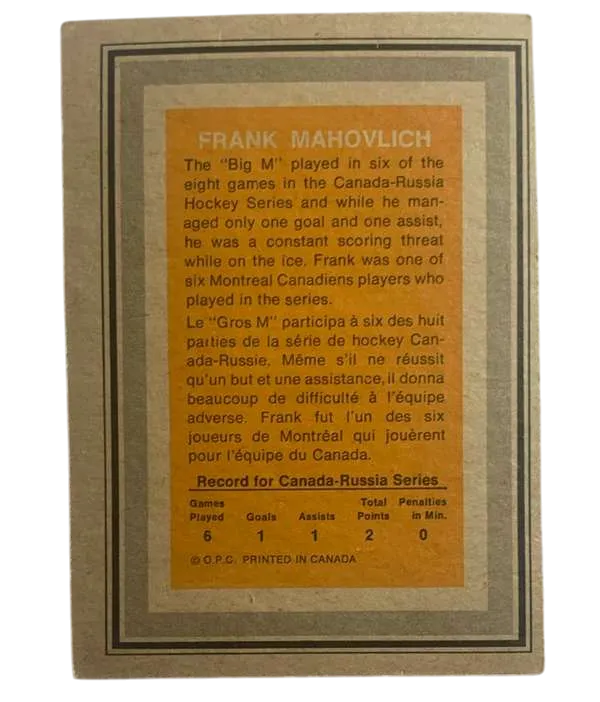 FRANK MAHOVLICH
The "Big M" played in six of the
eight games in the Canada-Russia
Hockey Series and while he man-
aged only one goal and one assist,
he was a constant scoring threat
while on the ice. Frank was one of
six Montreal Canadiens players who
played in the series.
Le "Gros M" participa à six des huit
parties de la série de hockey Can-
ada-Russie. Même s'il ne réussit
qu'un but et une assistance, il donna
beaucoup de difficulté à l'équipe
adverse. Frank fut l'un des six
joueurs de Montréal qui jouèrent
pour l'équipe du Canada.
Record for Canada-Russia Series
Games Total Penalties
Played Goals Assists Points in Min.
6 1 1 2 0
© O.P.C. PRINTED IN CANADA